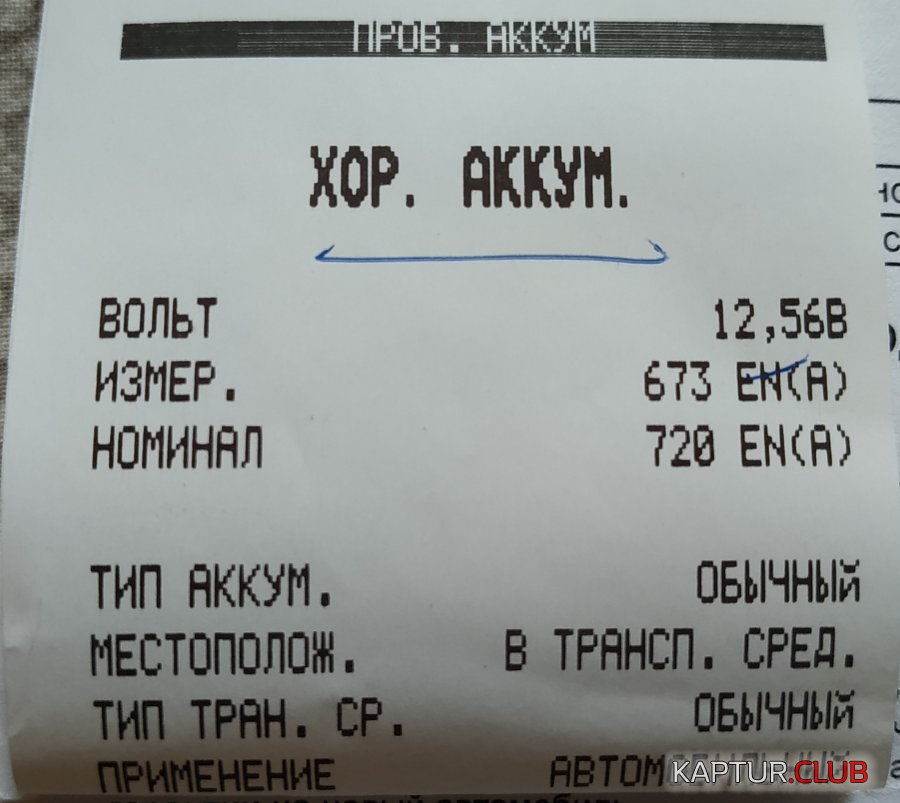 ПРОВ. АККУМ
ХОР. АККУМ.
ВОЛЬТ 12,56В
ИЗМЕР. 673 EN(A)
НОМИНАЛ 720 EN(A)
ТИП АККУМ. ОБЫЧНЫЙ
МЕСТОПОЛОЖ. В ТРАНСП. СРЕД.
ТИП ТРАН. СР. ОБЫЧНЫЙ
ПРИМЕНЕНИЕ
KAPTUR.CLUB